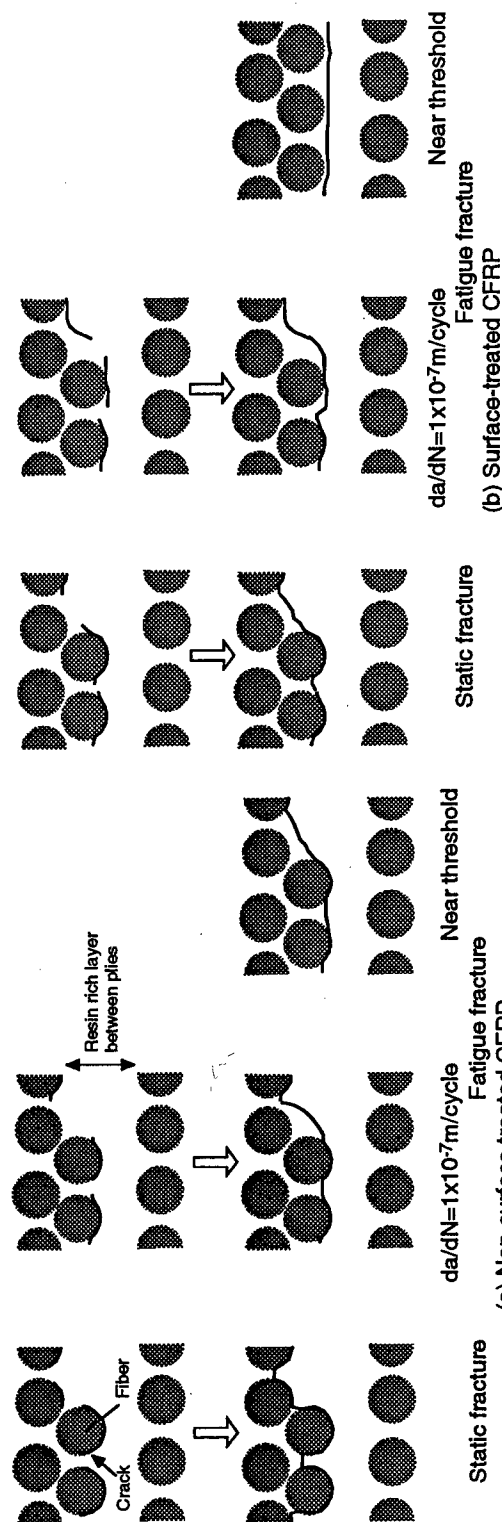 Fiber
Crack
Static fracture
Resin rich layer
between plies
da/dN=1x10-7m/cycle
Near threshold
Fatigue fracture
(a) Non-surface-treated CFRP
Static fracture
da/dN=1x10-7m/cycle
Near threshold
Fatigue fracture
(b) Surface-treated CFRP